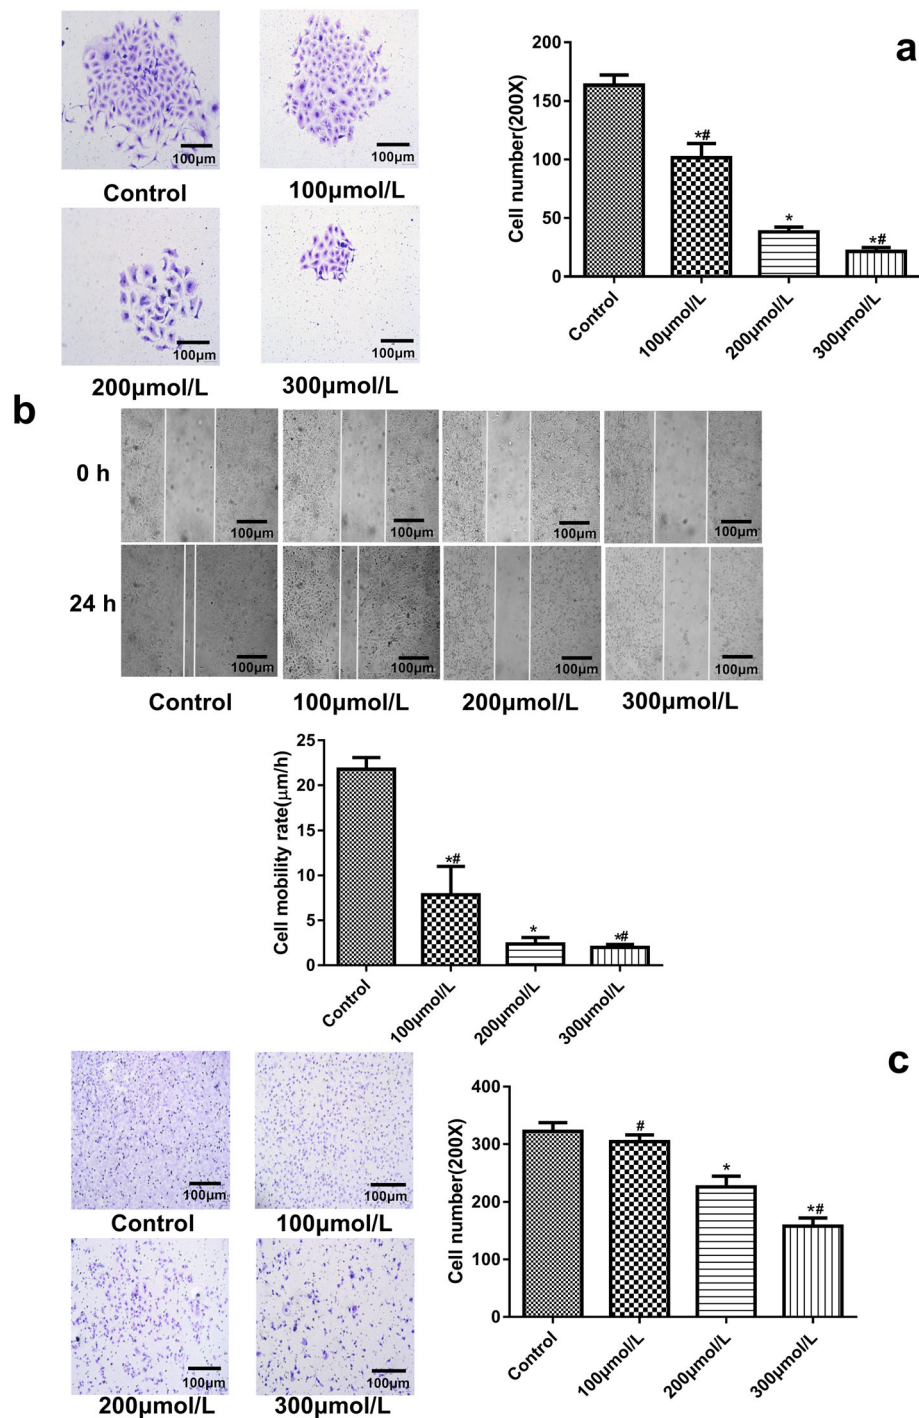 a
100μm
100μm
Control
100μmol/L
100μm
100μm
200μmol/L
300μmol/L
Cell number(200X)
200
150
100
50
0
*#
*
*#
Control
100μmol/L
200μmol/L
300μmol/L
b
0 h
100μm
100μm
100μm
100μm
24 h
100μm
100μm
100μm
100μm
Control
100μmol/L
200μmol/L
300μmol/L
Cell mobility rate(μm/h)
25
20
15
10
5
0
*#
*
*#
Control
100μmol/L
200μmol/L
300μmol/L
c
100μm
100μm
Control
100μmol/L
100μm
100μm
200μmol/L
300μmol/L
Cell number(200X)
400
300
200
100
0
#
*
*#
Control
100μmol/L
200μmol/L
300μmol/L